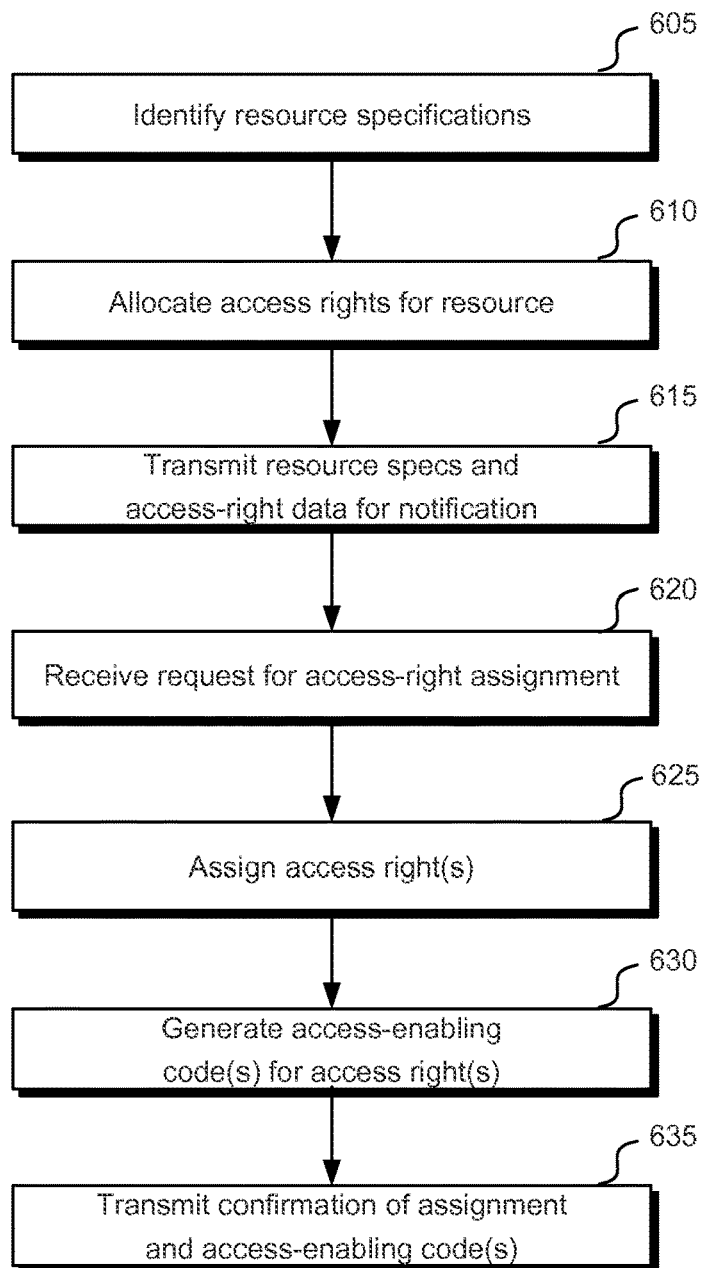 605
Identify resource specifications
610
Allocate access rights for resource
615
Transmit resource specs and
access-right data for notification
620
Receive request for access-right assignment
625
Assign access right(s)
630
Generate access-enabling
code(s) for access right(s)
635
Transmit confirmation of assignment
and access-enabling code(s)